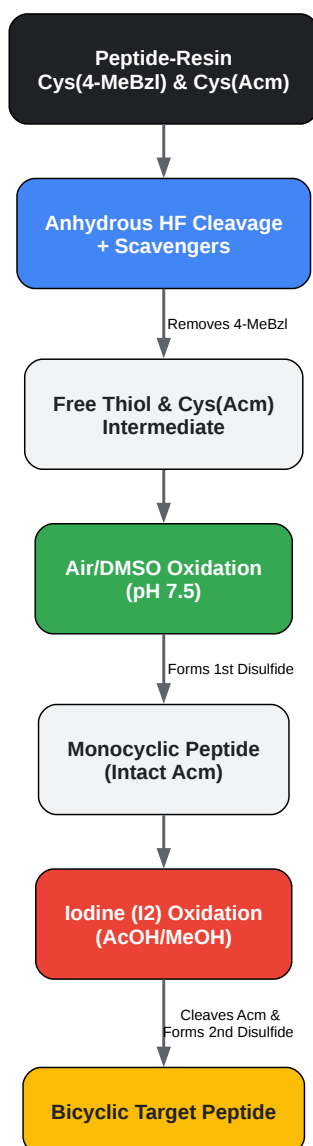 Peptide-Resin
Cys(4-MeBzl) & Cys(Acm)
Anhydrous HF Cleavage
+ Scavengers
Removes 4-MeBzl
Free Thiol & Cys(Acm)
Intermediate
Air/DMSO Oxidation
(pH 7.5)
Forms 1st Disulfide
Monocyclic Peptide
(Intact Acm)
Iodine (I2) Oxidation
(AcOH/MeOH)
Cleaves Acm &
Forms 2nd Disulfide
Bicyclic Target Peptide